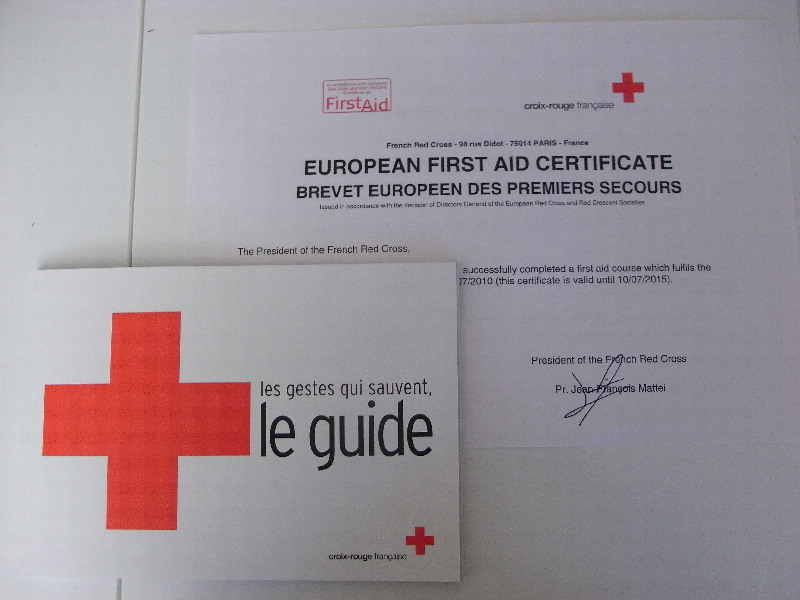 FirstAid
croix-rouge française
French Red Cross - 98 rue Didot - 75014 PARIS - France
EUROPEAN FIRST AID CERTIFICATE
BREVET EUROPEEN DES PREMIERS SECOURS
Issued in accordance with the decision of Directors General of the European Red Cross and Red Crescent Societies
The President of the French Red Cross,
successfully completed a first aid course which fulfils the
07/2010 (this certificate is valid until 10/07/2015).
President of the French Red Cross
Pr. Jean-François Mattei
les gestes qui sauvent,
le guide
croix-rouge française